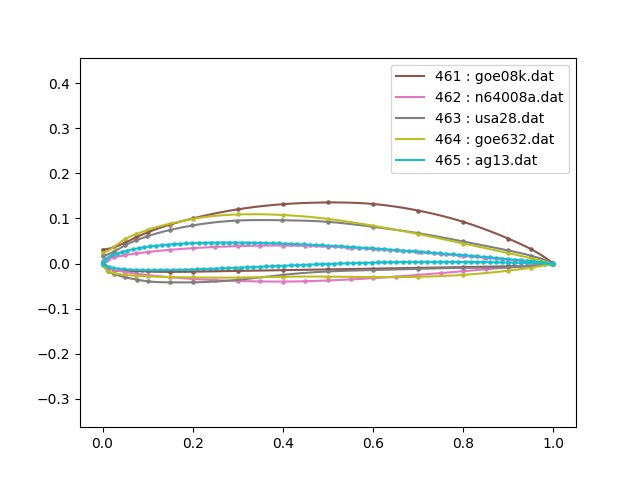 461 : goe08k.dat
462 : n64008a.dat
463 : usa28.dat
464 : goe632.dat
465 : ag13.dat
0.4
0.3
0.2
0.1
0.0
−0.1
−0.2
−0.3
0.0 0.2 0.4 0.6 0.8 1.0